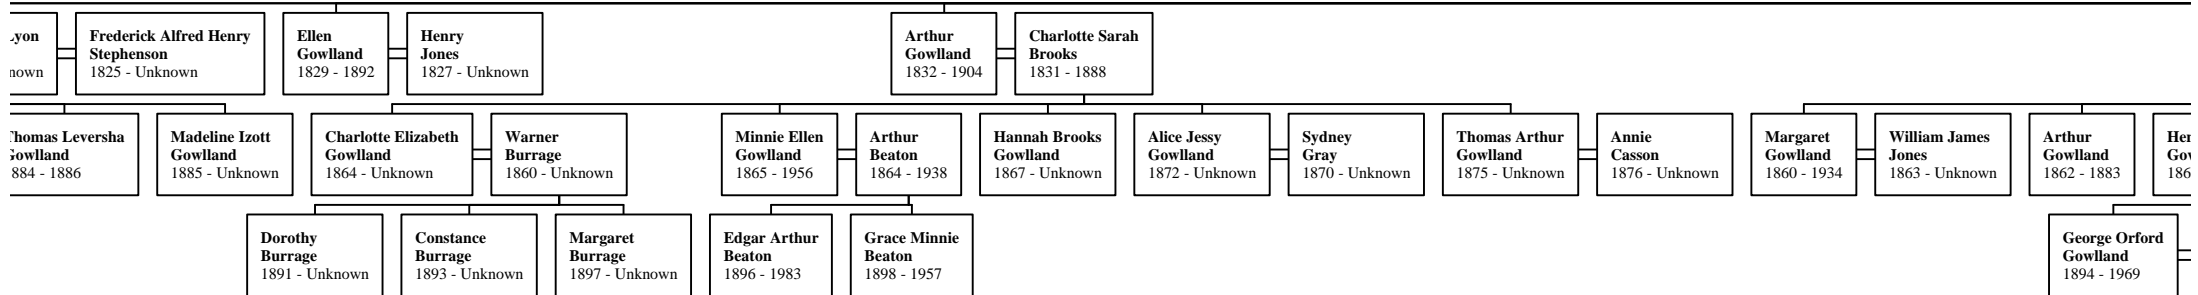 Frederick Alfred Henry
Stephenson
1825 - Unknown
Ellen
Gowlland
1829 - 1892
Henry
Jones
1827 - Unknown
Arthur
Gowlland
1832 - 1904
Charlotte Sarah
Brooks
1831 - 1888
Thomas Leversha
Gowlland
1884 - 1886
Madeline Izott
Gowlland
1885 - Unknown
Charlotte Elizabeth
Gowlland
1864 - Unknown
Warner
Burrage
1860 - Unknown
Minnie Ellen
Gowlland
1865 - 1956
Arthur
Beaton
1864 - 1938
Hannah Brooks
Gowlland
1867 - Unknown
Alice Jessy
Gowlland
1872 - Unknown
Sydney
Gray
1870 - Unknown
Thomas Arthur
Gowlland
1875 - Unknown
Annie
Casson
1876 - Unknown
Margaret
Gowlland
1860 - 1934
William James
Jones
1863 - Unknown
Arthur
Gowlland
1862 - 1883
Dorothy
Burrage
1891 - Unknown
Constance
Burrage
1893 - Unknown
Margaret
Burrage
1897 - Unknown
Edgar Arthur
Beaton
1896 - 1983
Grace Minnie
Beaton
1898 - 1957
George Orford
Gowlland
1894 - 1969